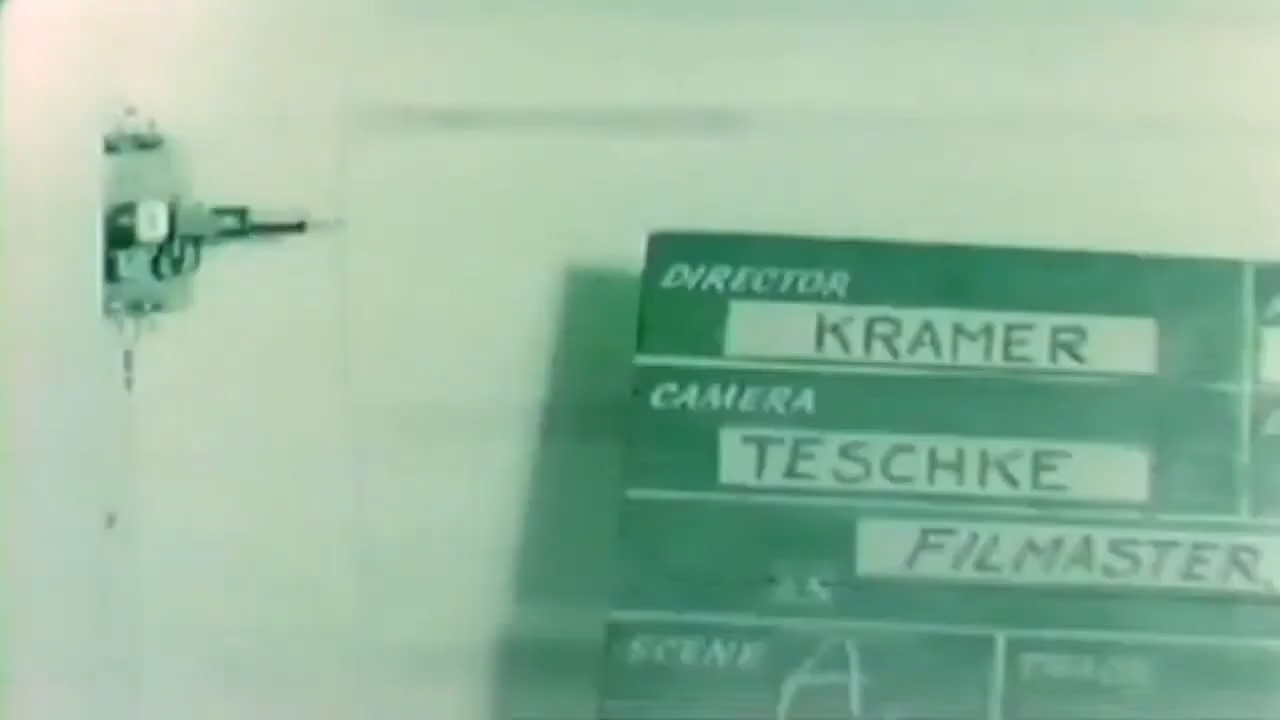 DIRECTOR
KRAMER
CAMERA
TESCHKE
FILMASTER,
SCENE A